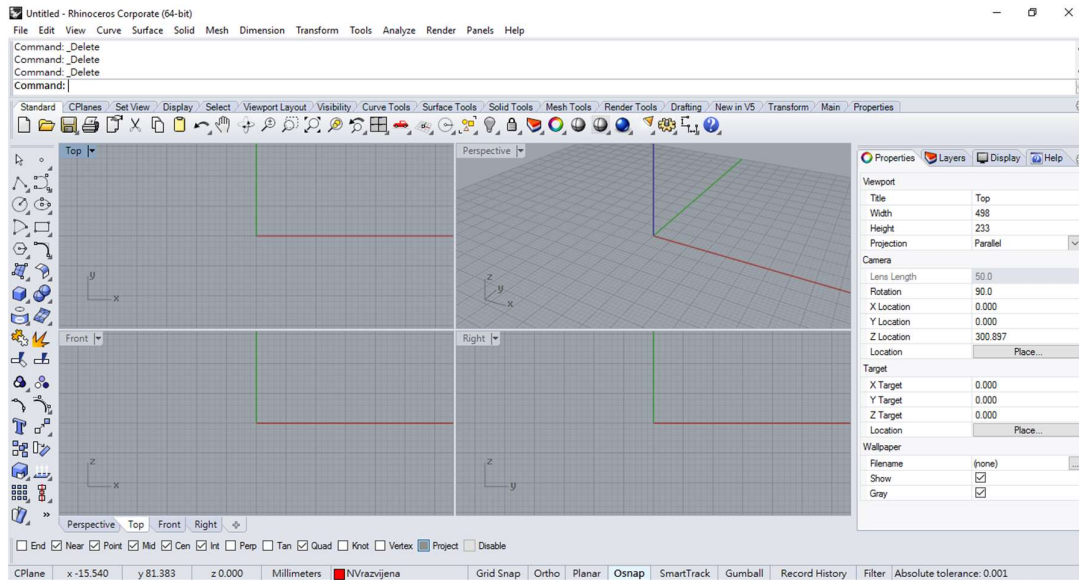 Untitled - Rhinoceros Corporate (64-bit)
File Edit View Curve Surface Solid Mesh Dimension Transform Tools Analyze Render Panels Help
Command: _Delete
Command: _Delete
Command: _Delete
Command:
Standard CPlanes Set View Display Select Viewport Layout Visibility Curve Tools Surface Tools Solid Tools Mesh Tools Render Tools Drafting New in V5 Transform Main Properties
Top
y
x
Perspective
z
y
x
Front
z
x
Right
z
y
Perspective Top Front Right
Properties Layers Display Help
Viewport
Title Top
Width 498
Height 233
Projection Parallel
Camera
Lens Length 50.0
Rotation 90.0
X Location 0.000
Y Location 0.000
Z Location 300.897
Location Place...
Target
X Target 0.000
Y Target 0.000
Z Target 0.000
Location Place...
Wallpaper
Filename (none) ...
Show
Gray
End Near Point Mid Cen Int Perp Tan Quad Knot Vertex Project Disable
CPlane x -15.540 y 81.383 z 0.000 Millimeters NVrazvijena Grid Snap Ortho Planar Osnap SmartTrack Gumball Record History Filter Absolute tolerance: 0.001